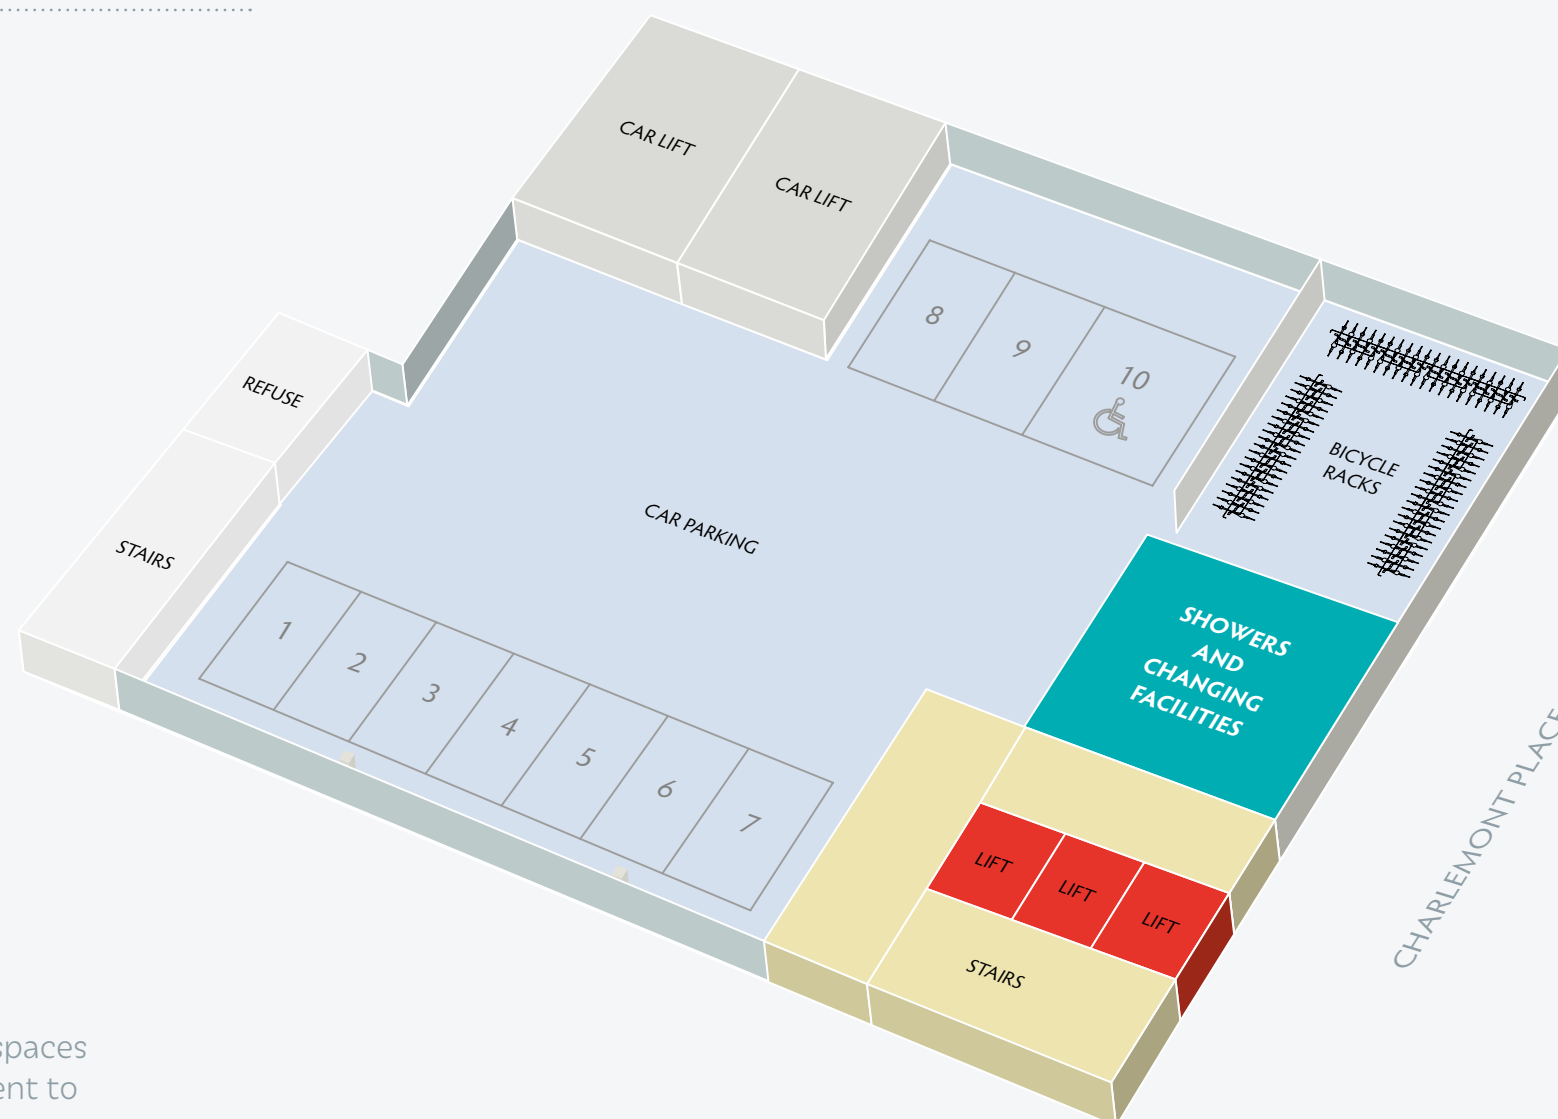 CAR LIFT
CAR LIFT
REFUSE
STAIRS
8
9
10
BICYCLE
RACKS
CAR PARKING
1
2
3
4
5
6
7
SHOWERS
AND
CHANGING
FACILITIES
LIFT
LIFT
LIFT
STAIRS
CHARLEMONT PLACE
spaces
ent to